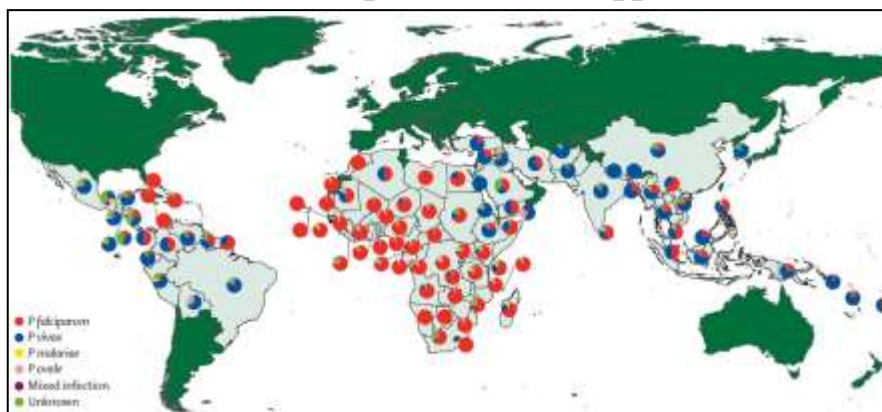 P falciparum
P vivax
P malariae
P ovale
Mixed infection
Unknown